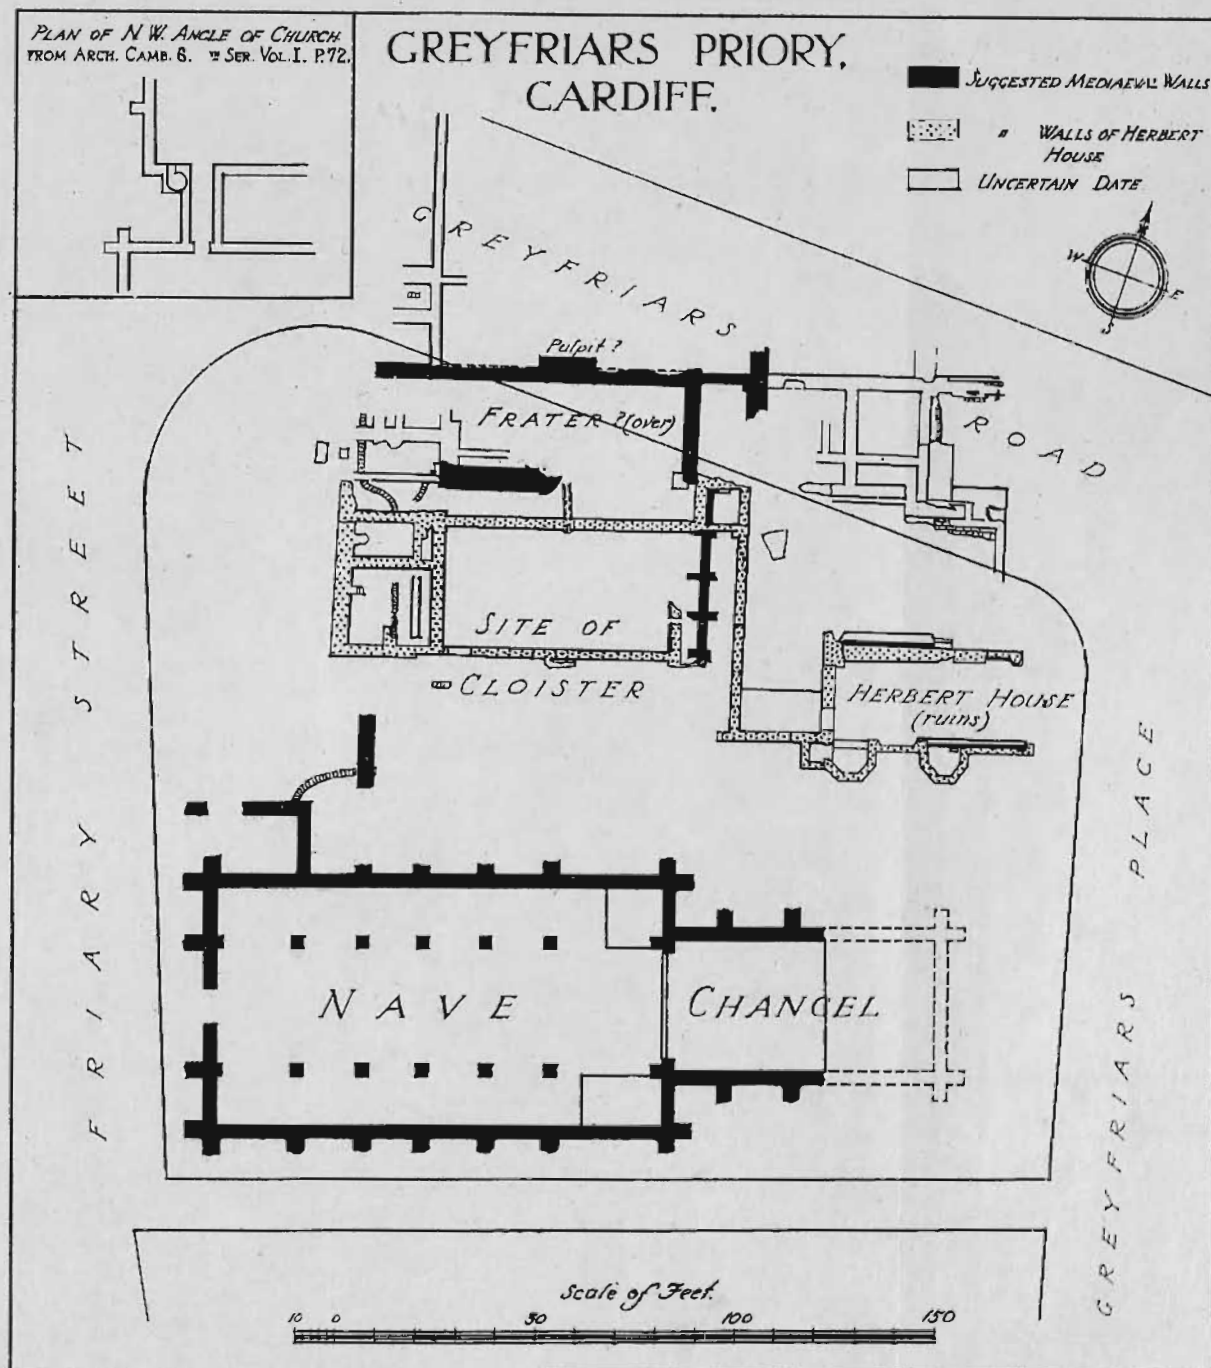 PLAN OF N.W. ANGLE OF CHURCH
FROM ARCH. CAMB. 6. TH SER. VOL. I. P.72.
GREYFRIARS PRIORY,
CARDIFF.
SUGGESTED MEDIAEVAL WALLS
" WALLS OF HERBERT
HOUSE
UNCERTAIN DATE
N
W
E
S
GREYFRIARS
ROAD
Pulpit?
FRATER? (over)
SITE OF
CLOISTER
HERBERT HOUSE
(ruins)
FRIARY STREET
GREYFRIARS PLACE
NAVE
CHANCEL
Scale of Feet.
10 0 50 100 150